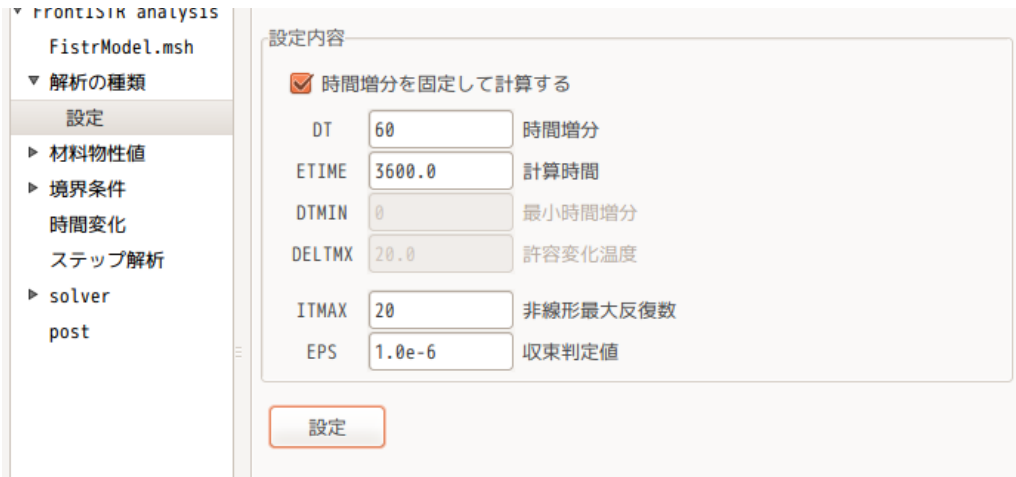 FrontISTR analysis
FistrModel.msh
解析の種類
設定
材料物性値
境界条件
時間変化
ステップ解析
solver
post
設定内容
時間増分を固定して計算する
DT 60 時間増分
ETIME 3600.0 計算時間
DTMIN 0 最小時間増分
DELTMX 20.0 許容変化温度
ITMAX 20 非線形最大反復数
EPS 1.0e-6 収束判定値
設定